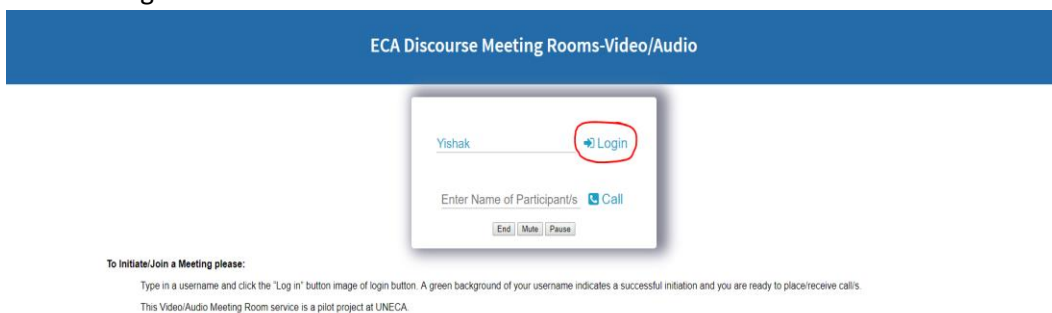 ECA Discourse Meeting Rooms-Video/Audio
Yishak Login
Enter Name of Participant/s Call
End Mute Pause
To Initiate/Join a Meeting please:
Type in a username and click the "Log in" button image of login button. A green background of your username indicates a successful initiation and you are ready to place/receive call/s.
This Video/Audio Meeting Room service is a pilot project at UNECA.